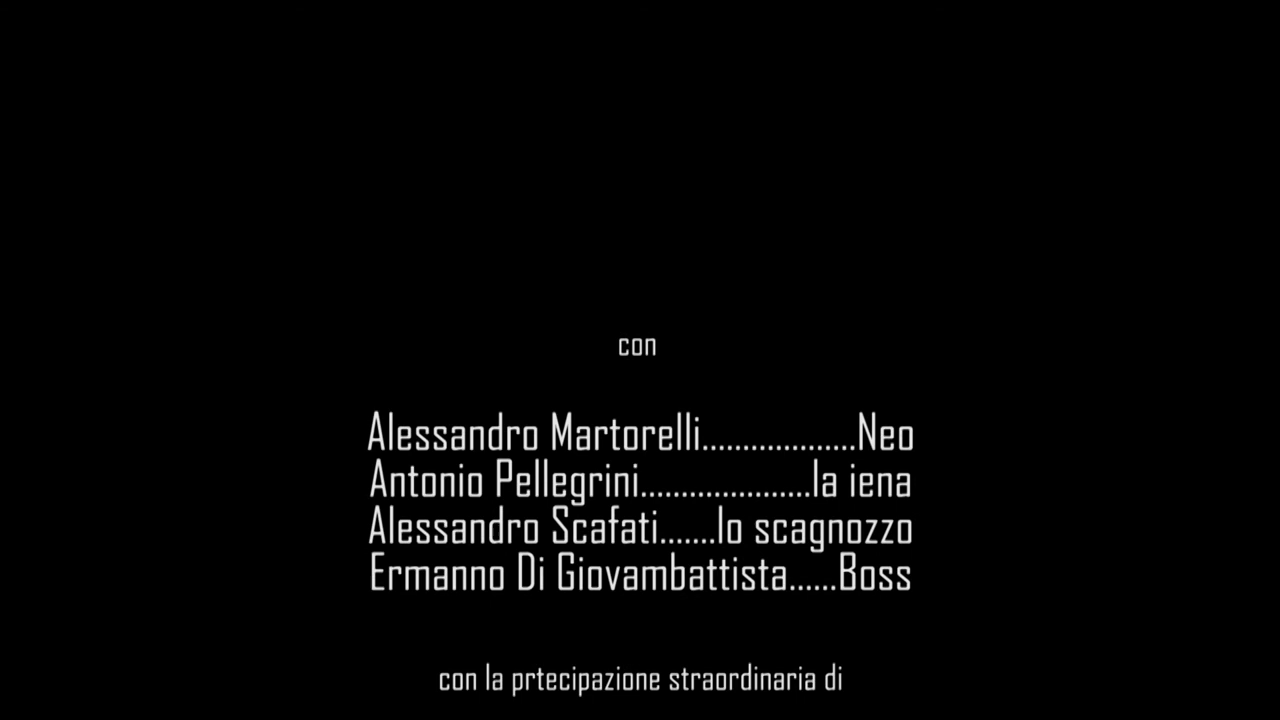 con
Alessandro Martorelli...................Neo
Antonio Pellegrini.....................la iena
Alessandro Scafati.......lo scagnozzo
Ermanno Di Giovambattista......Boss
con la prtecipazione straordinaria di